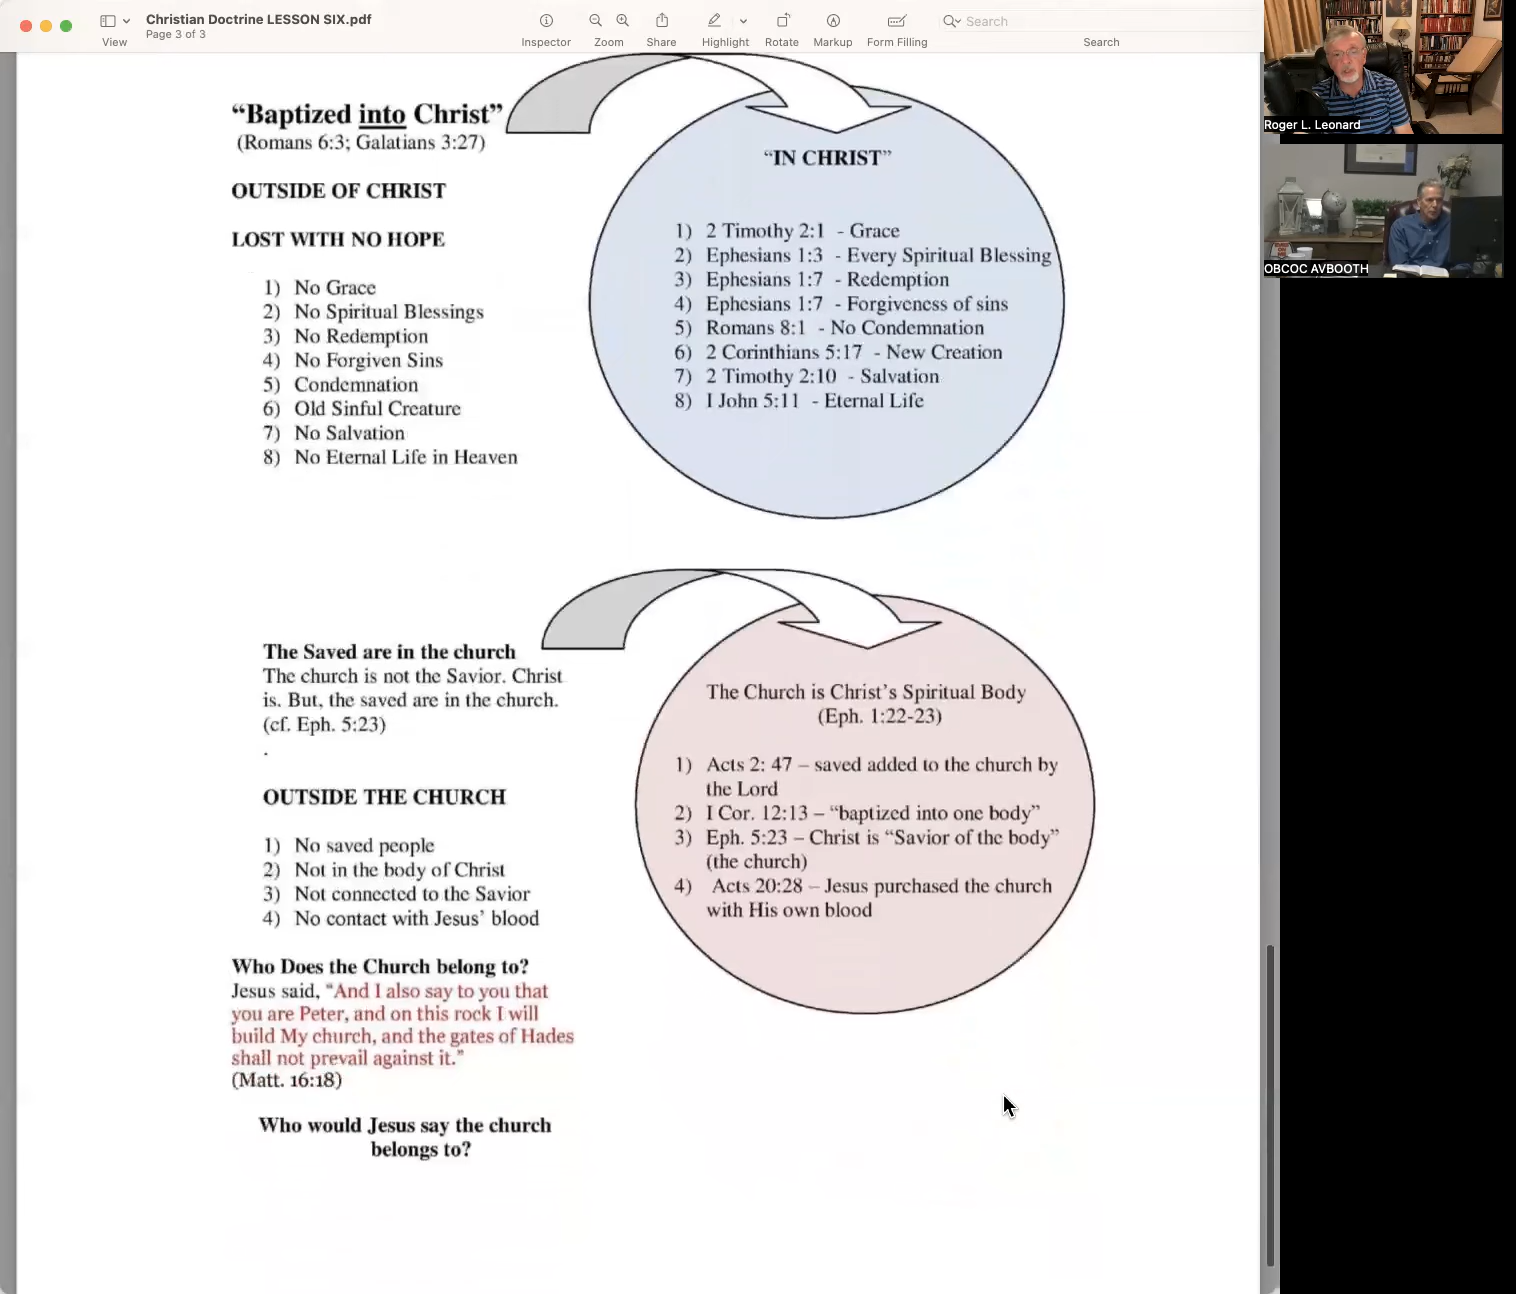 Christian Doctrine LESSON SIX.pdf
Page 3 of 3
View
Inspector
Zoom
Share
Highlight
Rotate
Markup
Form Filling
Search
Search
Roger L. Leonard
OBCOC AVBOOTH
“Baptized into Christ”
(Romans 6:3; Galatians 3:27)
OUTSIDE OF CHRIST
LOST WITH NO HOPE
1) No Grace
2) No Spiritual Blessings
3) No Redemption
4) No Forgiven Sins
5) Condemnation
6) Old Sinful Creature
7) No Salvation
8) No Eternal Life in Heaven
“IN CHRIST”
1) 2 Timothy 2:1 - Grace
2) Ephesians 1:3 - Every Spiritual Blessing
3) Ephesians 1:7 - Redemption
4) Ephesians 1:7 - Forgiveness of sins
5) Romans 8:1 - No Condemnation
6) 2 Corinthians 5:17 - New Creation
7) 2 Timothy 2:10 - Salvation
8) I John 5:11 - Eternal Life
The Saved are in the church
The church is not the Savior. Christ
is. But, the saved are in the church.
(cf. Eph. 5:23)
.
OUTSIDE THE CHURCH
1) No saved people
2) Not in the body of Christ
3) Not connected to the Savior
4) No contact with Jesus’ blood
The Church is Christ’s Spiritual Body
(Eph. 1:22-23)
1) Acts 2: 47 – saved added to the church by
the Lord
2) I Cor. 12:13 – “baptized into one body”
3) Eph. 5:23 – Christ is “Savior of the body”
(the church)
4) Acts 20:28 – Jesus purchased the church
with His own blood
Who Does the Church belong to?
Jesus said, “And I also say to you that
you are Peter, and on this rock I will
build My church, and the gates of Hades
shall not prevail against it.”
(Matt. 16:18)
Who would Jesus say the church
belongs to?